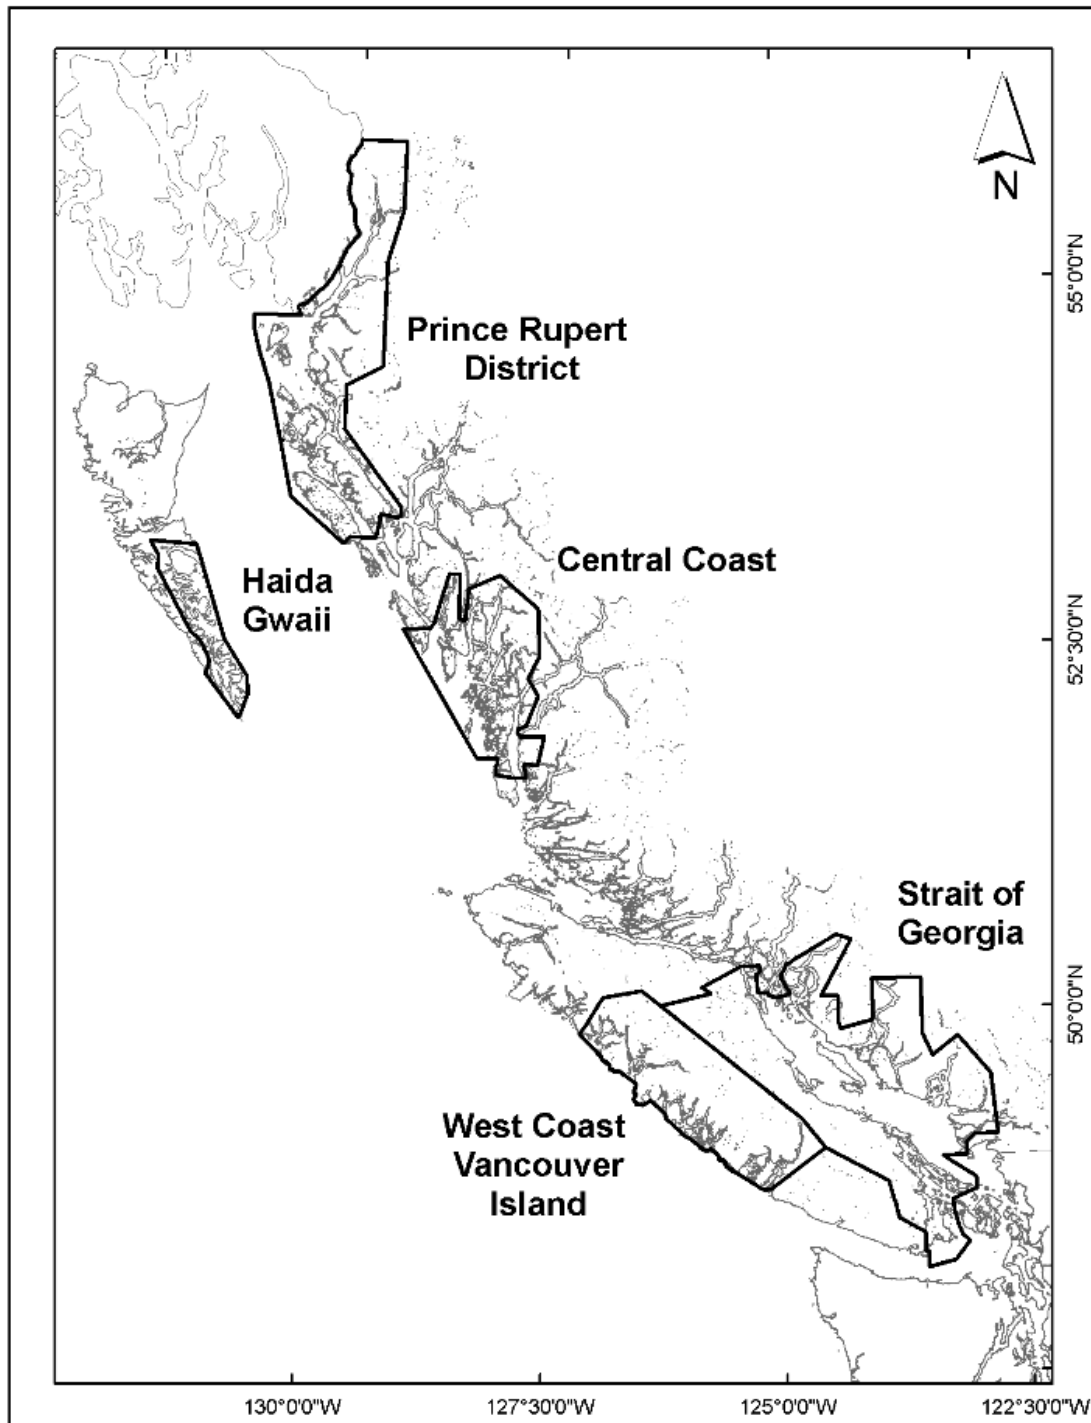 N
55°0'0"N
Prince Rupert
District
Central Coast
Haida
Gwaii
52°30'0"N
Strait of
Georgia
50°0'0"N
West Coast
Vancouver
Island
130°0'0"W
127°30'0"W
125°0'0"W
122°30'0"W